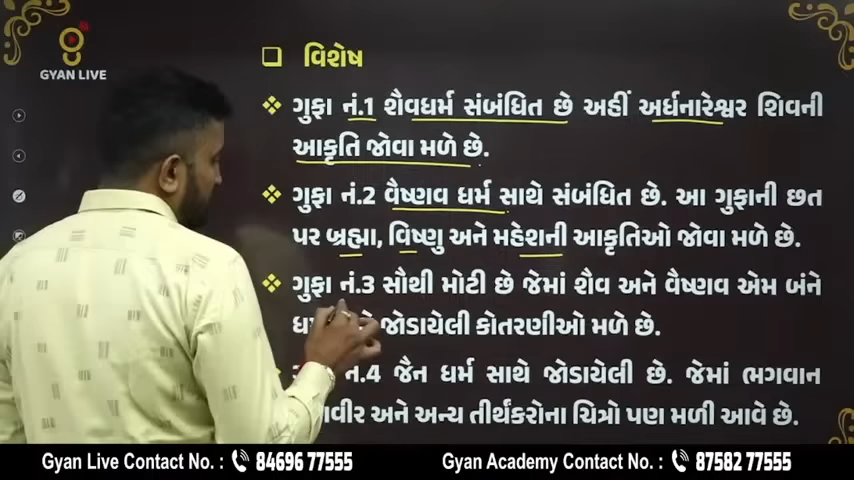 GYAN LIVE
❑ વિશેષ
❖ ગુફા નં.1 શૈવધર્મ સંબંધિત છે અહીં અર્ધનારેશ્વર શિવની
આકૃતિ જોવા મળે છે.
❖ ગુફા નં.2 વૈષ્ણવ ધર્મ સાથે સંબંધિત છે. આ ગુફાની છત
પર બ્રહ્મા, વિષ્ણુ અને મહેશની આકૃતિઓ જોવા મળે છે.
❖ ગુફા નં.3 સૌથી મોટી છે જેમાં શૈવ અને વૈષ્ણવ એમ બંને
જોડાયેલી કોતરણીઓ મળે છે.
નં.4 જૈન ધર્મ સાથે જોડાયેલી છે. જેમાં ભગવાન
અને અન્ય તીર્થંકરોના ચિત્રો પણ મળી આવે છે.
Gyan Live Contact No. : 84696 77555 Gyan Academy Contact No. : 87582 77555